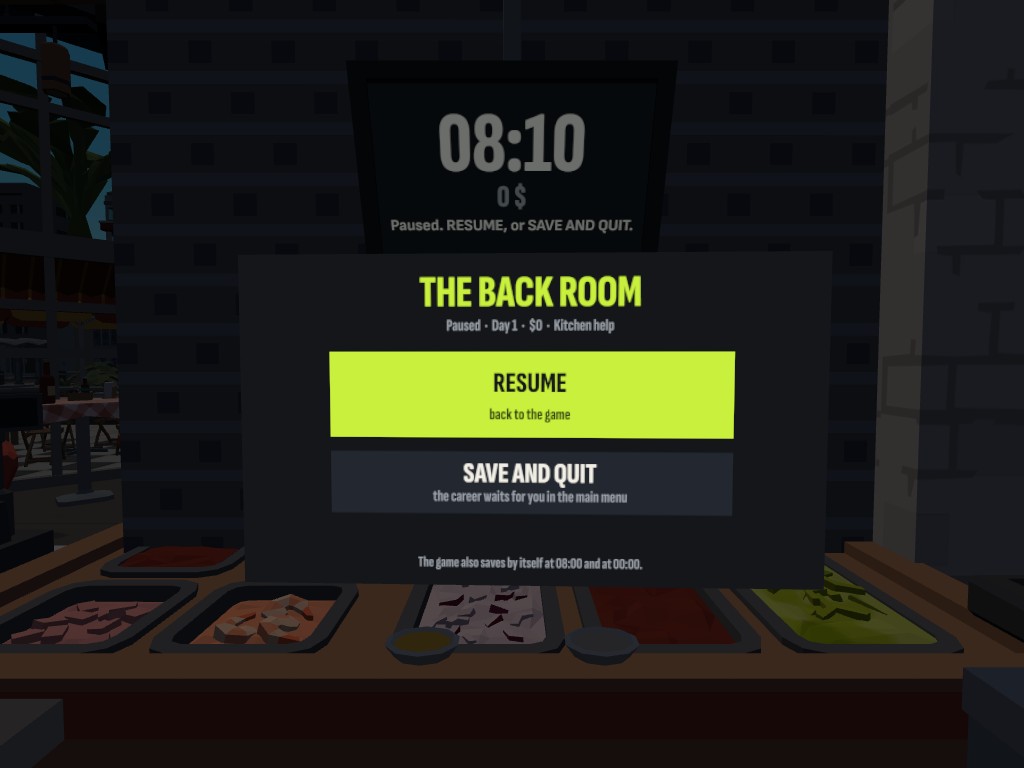 08:10
0 $
Paused. RESUME, or SAVE AND QUIT.
THE BACK ROOM
Paused · Day 1 · $0 · Kitchen help
RESUME
back to the game
SAVE AND QUIT
the career waits for you in the main menu
The game also saves by itself at 08:00 and at 00:00.